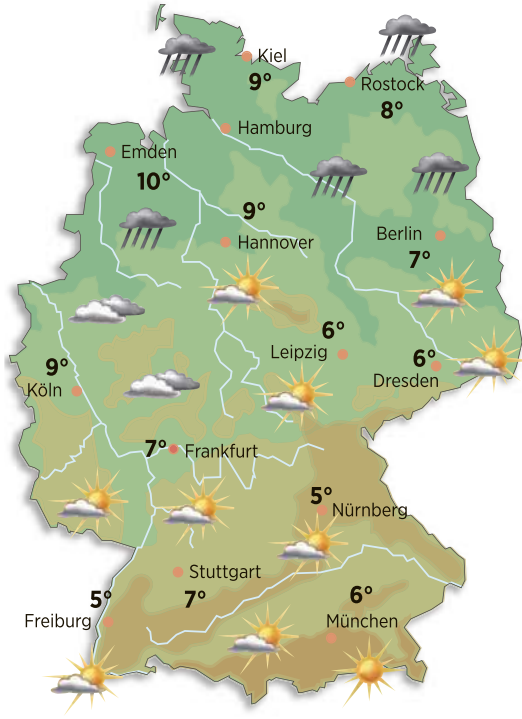 Kiel
9°
Rostock
8°
Hamburg
Emden
10°
9°
Hannover
Berlin
7°
6°
Leipzig
6°
Dresden
9°
Köln
7° Frankfurt
5°
Nürnberg
Stuttgart
7°
5°
Freiburg
6°
München